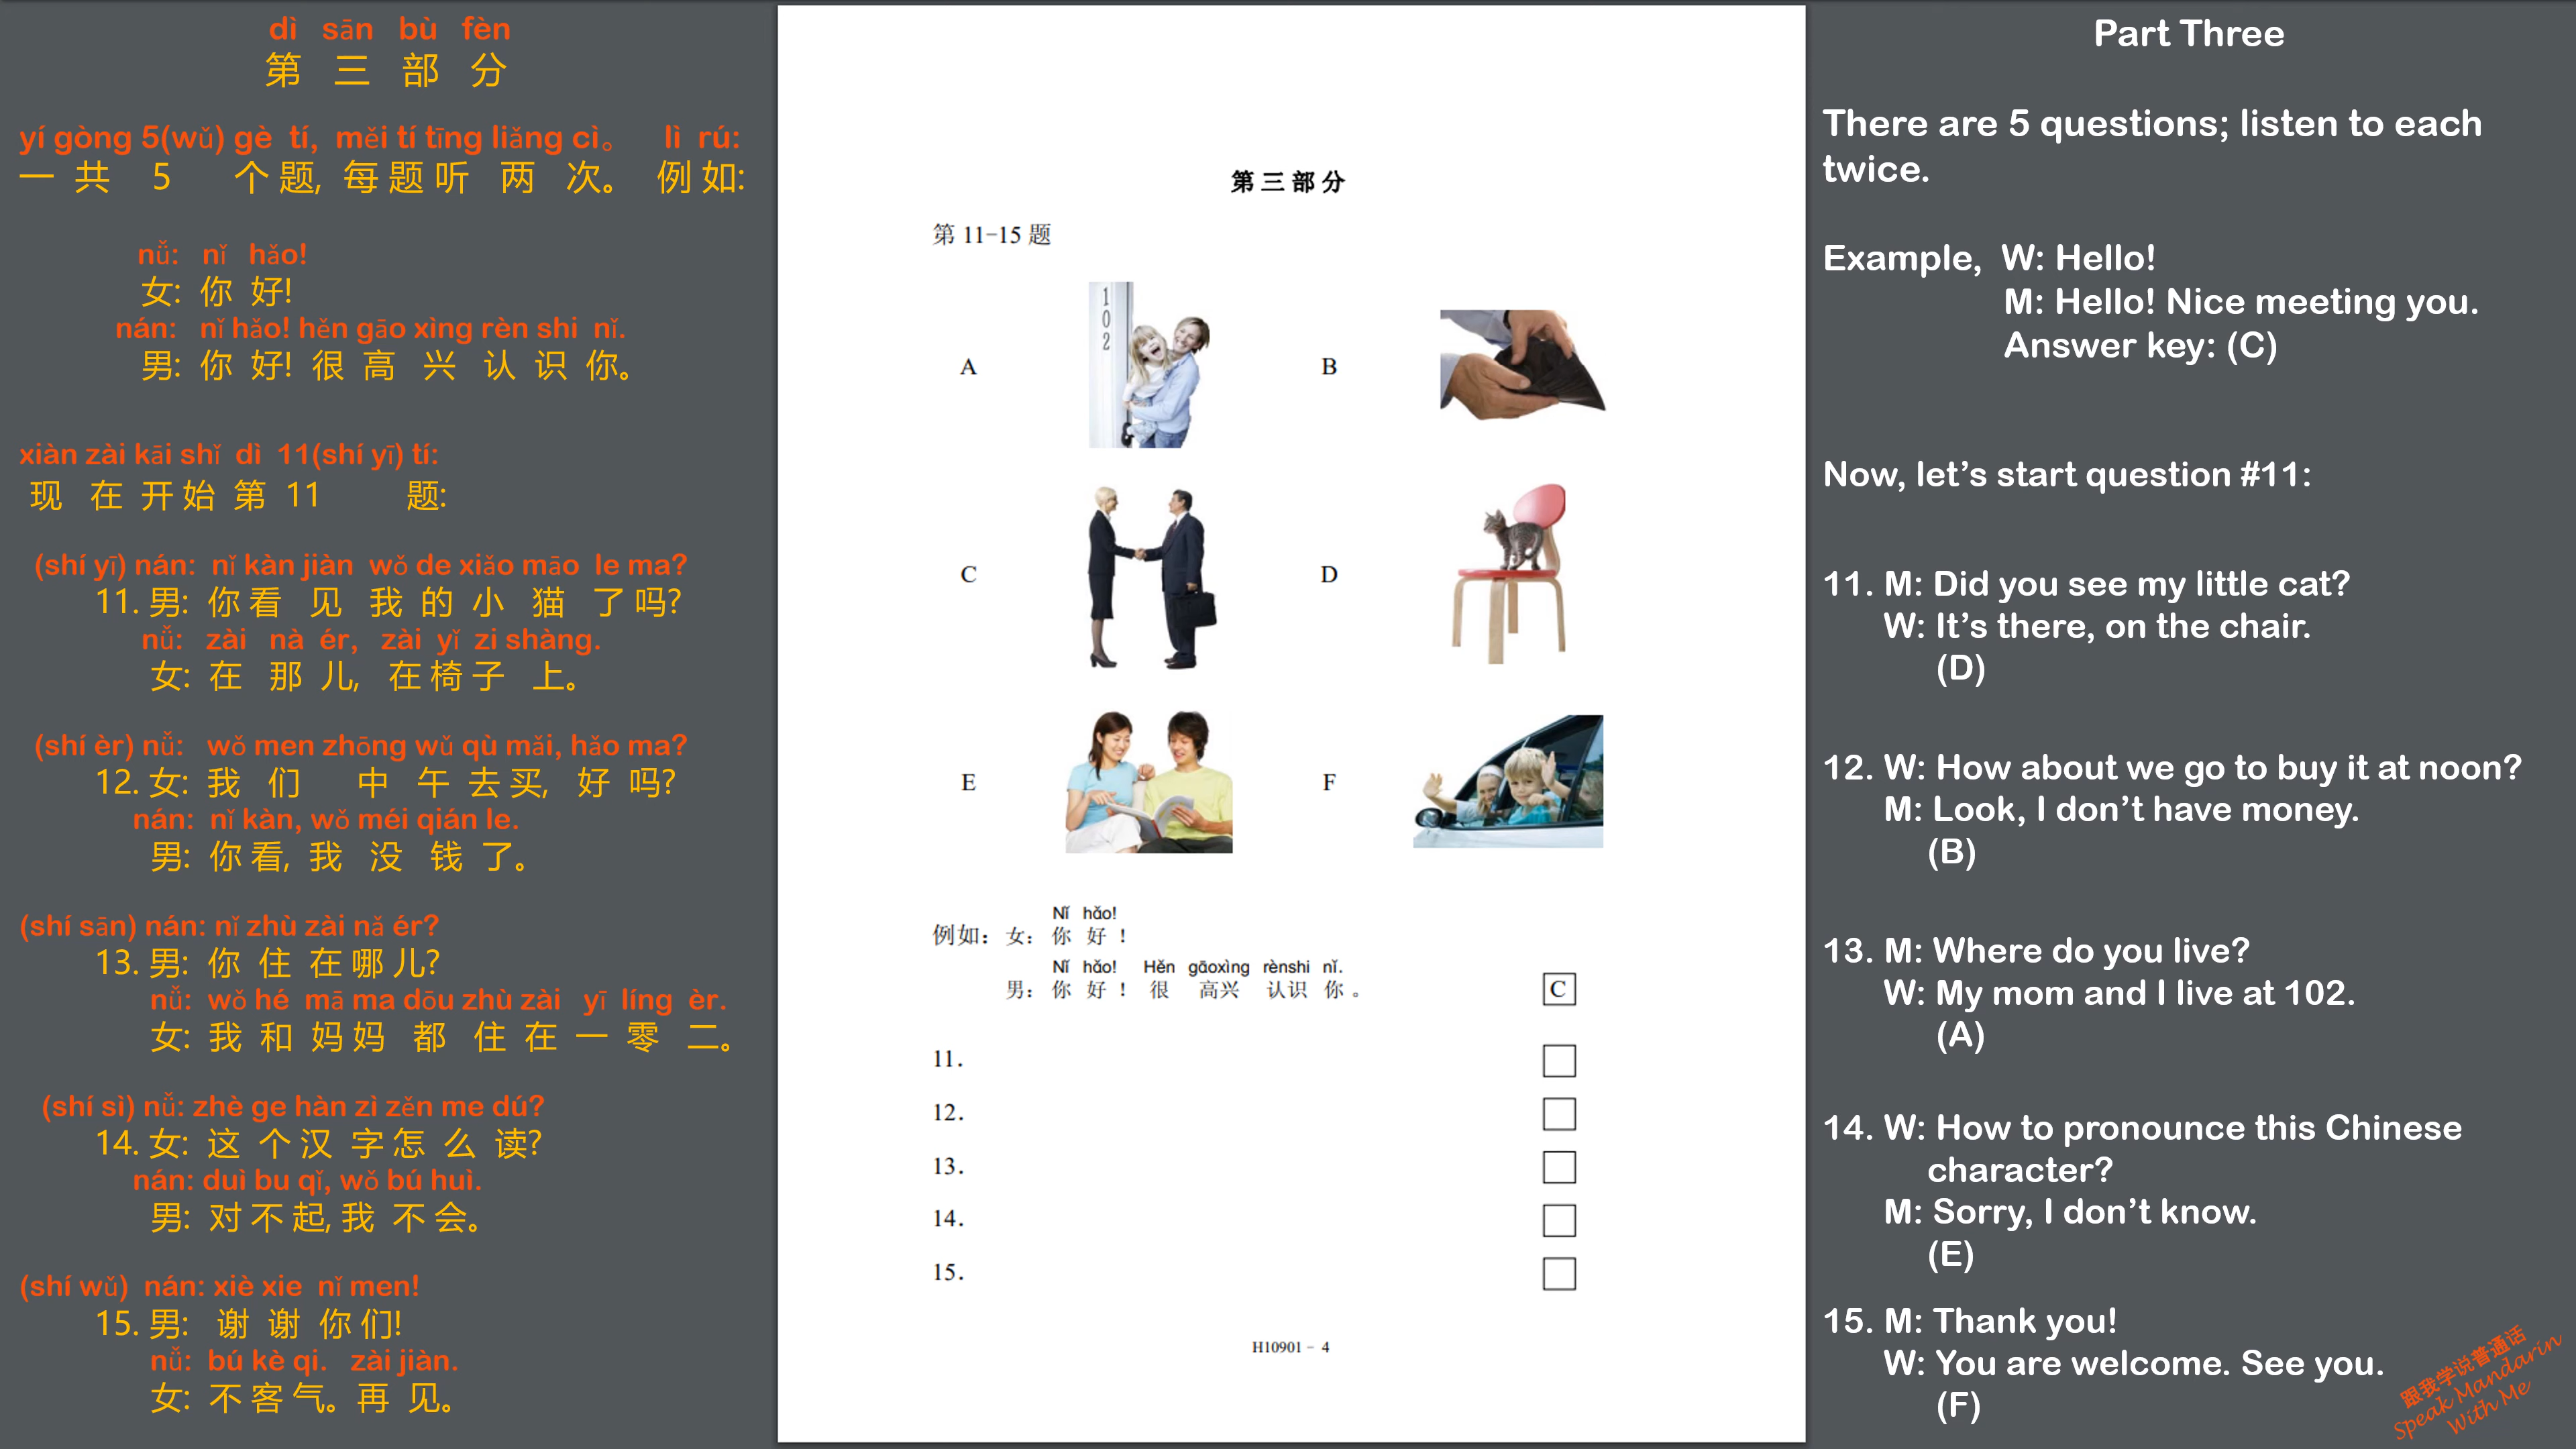 dì sān bù fèn
第 三 部 分
yí gòng 5(wǔ) gè tí, měi tí tīng liǎng cì。 lì rú:
一 共 5 个 题, 每 题 听 两 次。 例 如:
nǚ: nǐ hǎo!
女: 你 好!
nán: nǐ hǎo! hěn gāo xìng rèn shi nǐ.
男: 你 好! 很 高 兴 认 识 你。
xiàn zài kāi shǐ dì 11(shí yī) tí:
现 在 开 始 第 11 题:
(shí yī) nán: nǐ kàn jiàn wǒ de xiǎo māo le ma?
11. 男: 你 看 见 我 的 小 猫 了 吗?
nǚ: zài nà ér, zài yǐ zi shàng.
女: 在 那 儿, 在 椅 子 上。
(shí èr) nǚ: wǒ men zhōng wǔ qù mǎi, hǎo ma?
12. 女: 我 们 中 午 去 买, 好 吗?
nán: nǐ kàn, wǒ méi qián le.
男: 你 看, 我 没 钱 了。
(shí sān) nán: nǐ zhù zài nǎ ér?
13. 男: 你 住 在 哪 儿?
nǚ: wǒ hé mā ma dōu zhù zài yī líng èr.
女: 我 和 妈 妈 都 住 在 一 零 二。
(shí sì) nǚ: zhè ge hàn zì zěn me dú?
14. 女: 这 个 汉 字 怎 么 读?
nán: duì bu qǐ, wǒ bú huì.
男: 对 不 起, 我 不 会。
(shí wǔ) nán: xiè xie nǐ men!
15. 男: 谢 谢 你 们!
nǚ: bú kè qi. zài jiàn.
女: 不 客 气。 再 见。
第 三 部 分
第 11-15 题
102
A
B
C
D
E
F
Nǐ hǎo!
例如: 女: 你 好 !
Nǐ hǎo! Hěn gāoxìng rènshi nǐ.
男: 你 好 ! 很 高兴 认识 你 。
C
11.
12.
13.
14.
15.
H10901 - 4
Part Three
There are 5 questions; listen to each
twice.
Example, W: Hello!
M: Hello! Nice meeting you.
Answer key: (C)
Now, let's start question #11:
11. M: Did you see my little cat?
W: It's there, on the chair.
(D)
12. W: How about we go to buy it at noon?
M: Look, I don't have money.
(B)
13. M: Where do you live?
W: My mom and I live at 102.
(A)
14. W: How to pronounce this Chinese
character?
M: Sorry, I don't know.
(E)
15. M: Thank you!
W: You are welcome. See you.
(F)
跟我学说普通话
Speak Mandarin
With Me